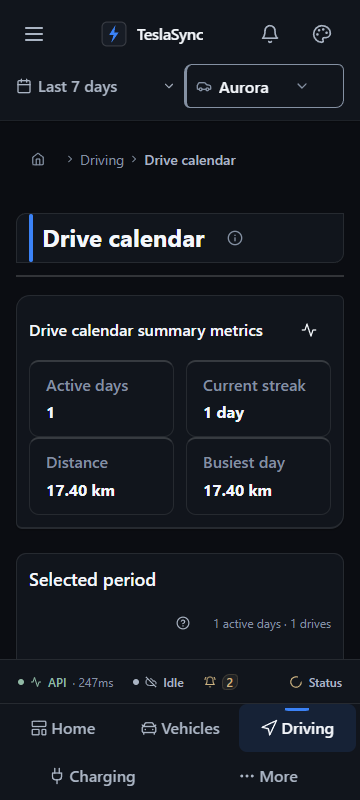 TeslaSync
Last 7 days
Aurora
Driving
Drive calendar
Drive calendar
Drive calendar summary metrics
Active days
1
Current streak
1 day
Distance
17.40 km
Busiest day
17.40 km
Selected period
1 active days · 1 drives
API · 247ms
Idle
2
Status
Home
Vehicles
Driving
Charging
More